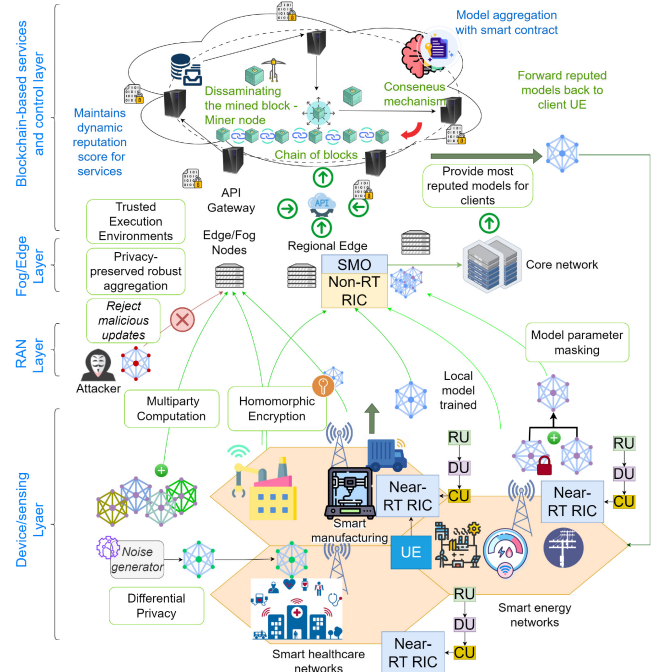 Blockchain-based services
and control layer
Model aggregation
with smart contract
Dissaminating
the mined block -
Miner node
Conseneus
mechanism
Forward reputed
models back to
client UE
Maintains
dynamic
reputation
score for
services
Chain of blocks
API
Gateway
API
Provide most
reputed models for
clients
Fog/Edge
Layer
Trusted
Execution
Environments
Privacy-
preserved robust
aggregation
Edge/Fog
Nodes
Regional Edge
SMO
Non-RT
RIC
Core network
RAN
Layer
Reject
malicious
updates
Attacker
Model parameter
masking
Multiparty
Computation
Homomorphic
Encryption
Local
model
trained
Device/sensing
Lyaer
RU
DU
CU
Near-
RT RIC
RU
DU
CU
Near-
RT RIC
Smart
manufacturing
UE
Noise
generator
Differential
Privacy
Smart energy
networks
RU
DU
CU
Near-
RT RIC
Smart healthcare
networks